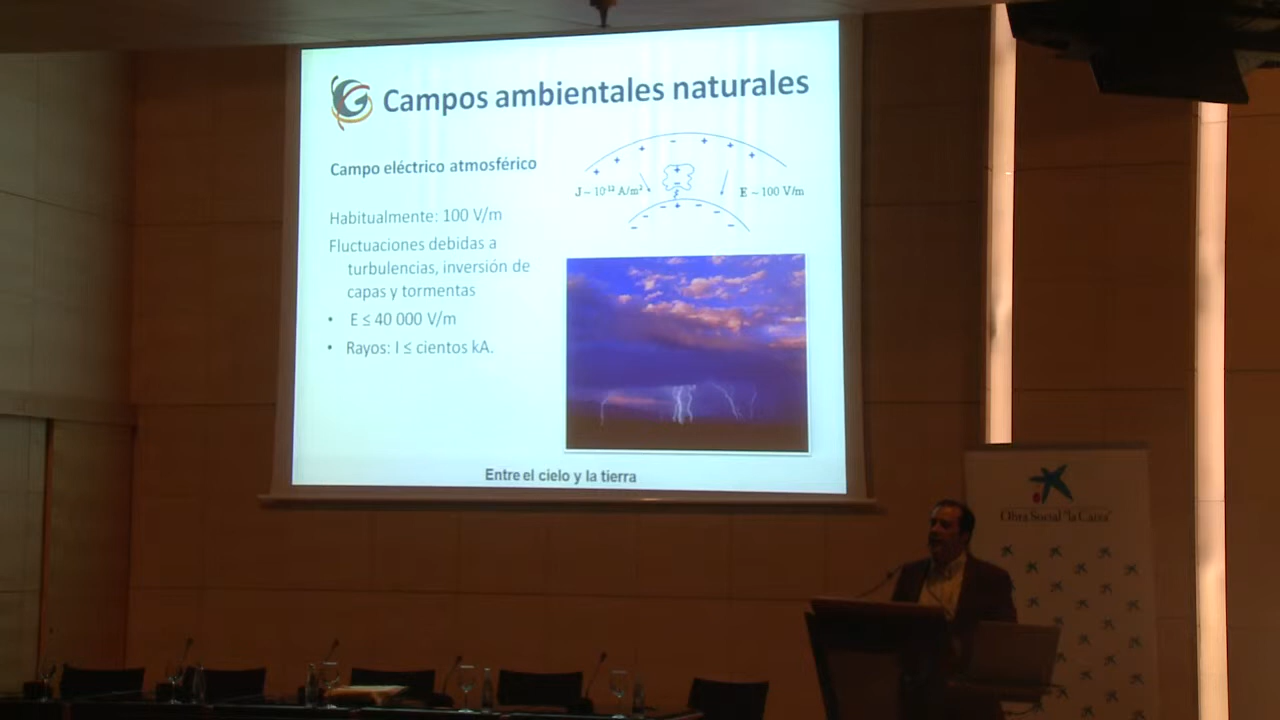 Campos ambientales naturales
Campo eléctrico atmosférico
J ~ 10⁻¹² A/m²
E ~ 100 V/m
Habitualmente: 100 V/m
Fluctuaciones debidas a
turbulencias, inversión de
capas y tormentas
• E ≤ 40 000 V/m
• Rayos: I ≤ cientos kA.
Entre el cielo y la tierra
Obra Social "la Caixa"